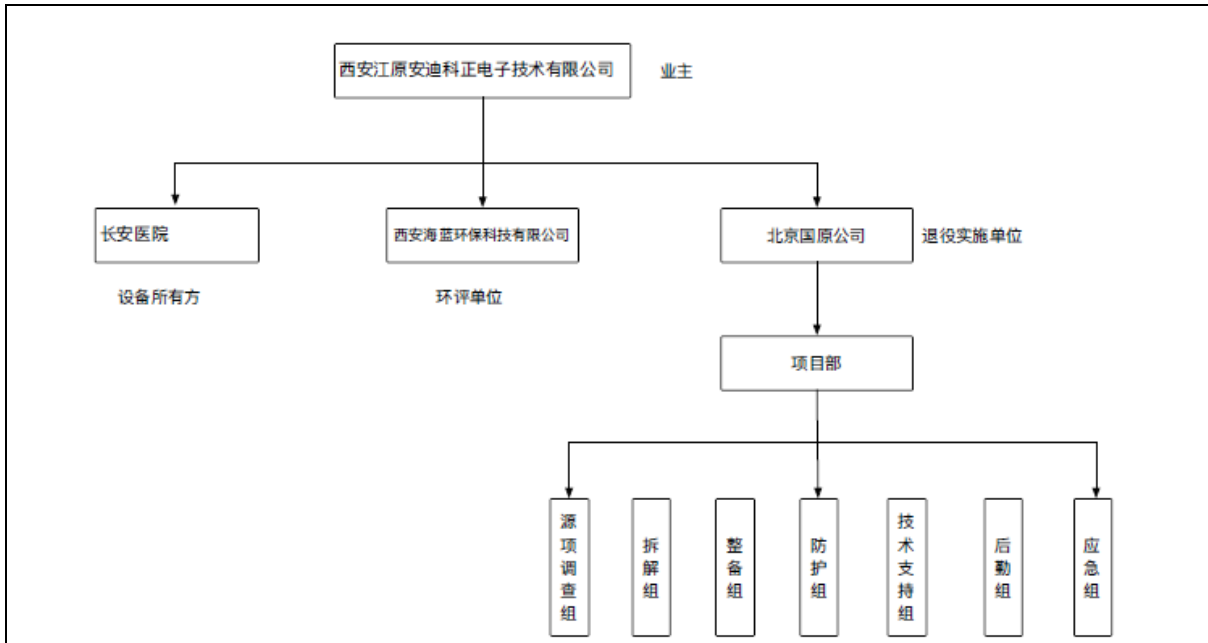 西安江原安迪科正电子技术有限公司
业主
长安医院
西安海蓝环保科技有限公司
北京国原公司
退役实施单位
设备所有方
环评单位
项目部
源项调查组
拆解组
整备组
防护组
技术支持组
后勤组
应急组